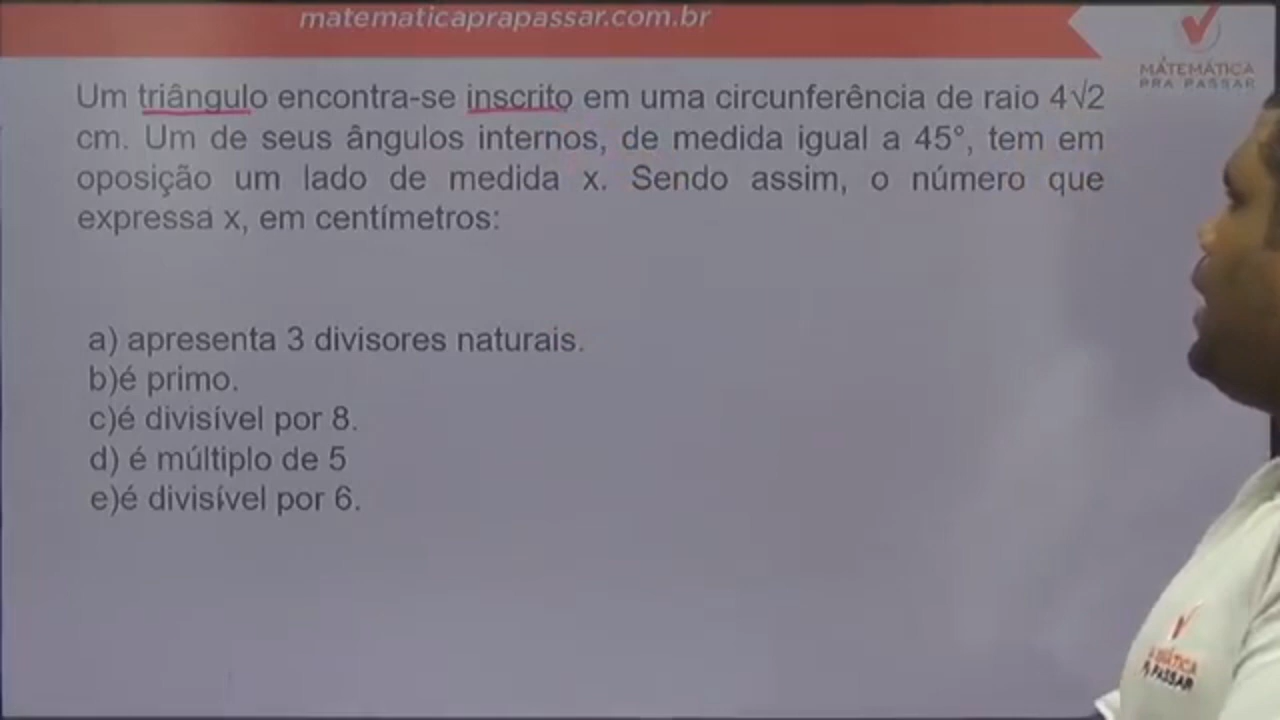 matematicaprapassar.com.br
MATEMÁTICA
PRA PASSAR
Um triângulo encontra-se inscrito em uma circunferência de raio 4√2
cm. Um de seus ângulos internos, de medida igual a 45°, tem em
oposição um lado de medida x. Sendo assim, o número que
expressa x, em centímetros:
a) apresenta 3 divisores naturais.
b)é primo.
c)é divisível por 8.
d) é múltiplo de 5
e)é divisível por 6.
PASSAR